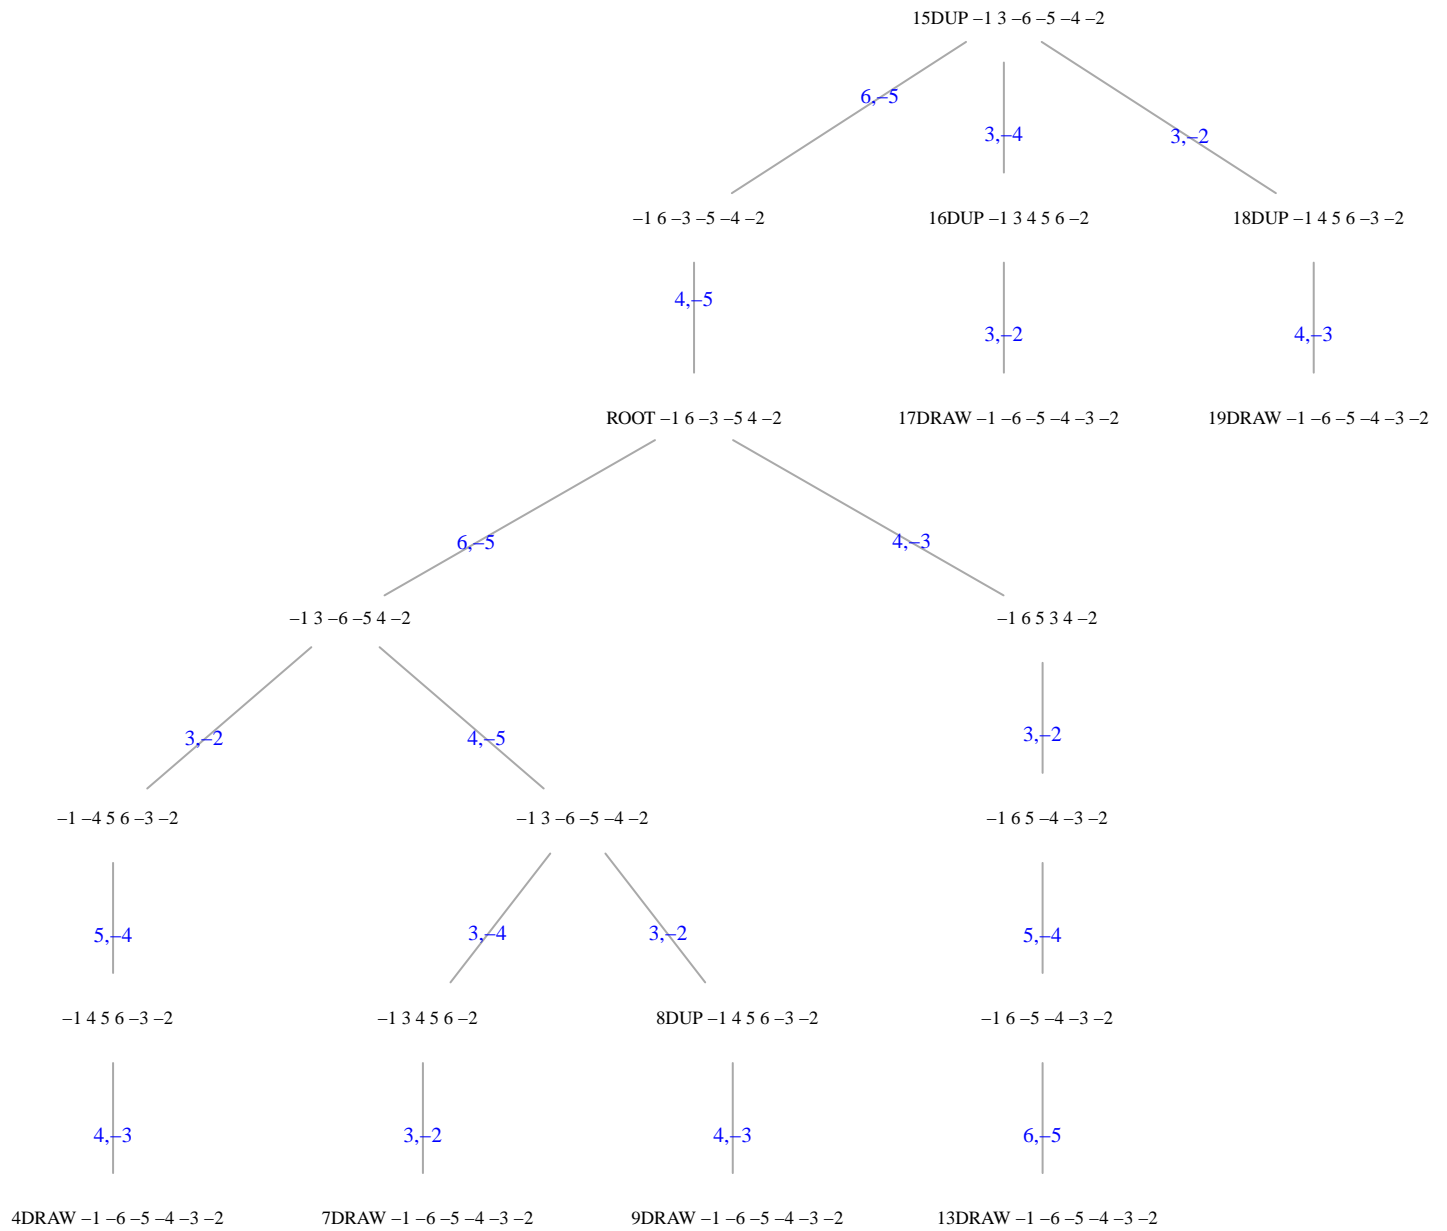 15DUP –1 3 –6 –5 –4 –2
6,–5
3,–4
3,–2
–1 6 –3 –5 –4 –2
16DUP –1 3 4 5 6 –2
18DUP –1 4 5 6 –3 –2
4,–5
3,–2
4,–3
ROOT –1 6 –3 –5 4 –2
17DRAW –1 –6 –5 –4 –3 –2
19DRAW –1 –6 –5 –4 –3 –2
6,–5
4,–3
–1 3 –6 –5 4 –2
–1 6 5 3 4 –2
3,–2
4,–5
3,–2
–1 –4 5 6 –3 –2
–1 3 –6 –5 –4 –2
–1 6 5 –4 –3 –2
5,–4
3,–4
3,–2
5,–4
–1 4 5 6 –3 –2
–1 3 4 5 6 –2
8DUP –1 4 5 6 –3 –2
–1 6 –5 –4 –3 –2
4,–3
3,–2
4,–3
6,–5
4DRAW –1 –6 –5 –4 –3 –2
7DRAW –1 –6 –5 –4 –3 –2
9DRAW –1 –6 –5 –4 –3 –2
13DRAW –1 –6 –5 –4 –3 –2